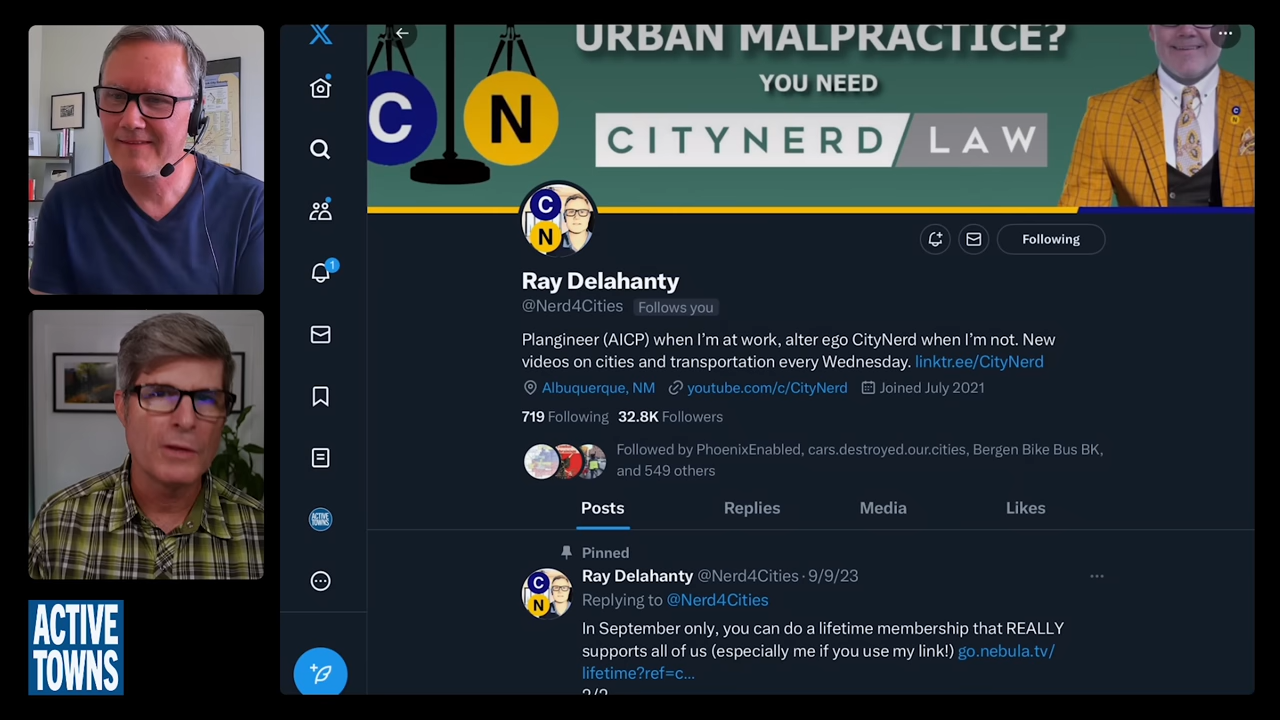 URBAN MALPRACTICE?
YOU NEED
CITYNERD LAW
C
N
C
N
Following
Ray Delahanty
@Nerd4Cities Follows you
Plangineer (AICP) when I'm at work, alter ego CityNerd when I'm not. New
videos on cities and transportation every Wednesday. linktr.ee/CityNerd
Albuquerque, NM youtube.com/c/CityNerd Joined July 2021
719 Following 32.8K Followers
Followed by PhoenixEnabled, cars.destroyed.our.cities, Bergen Bike Bus BK,
and 549 others
Posts Replies Media Likes
Pinned
Ray Delahanty @Nerd4Cities · 9/9/23
Replying to @Nerd4Cities
In September only, you can do a lifetime membership that REALLY
supports all of us (especially me if you use my link!) go.nebula.tv/
lifetime?ref=c...
2/2
C
N
1
ACTIVE
TOWNS
ACTIVE
TOWNS